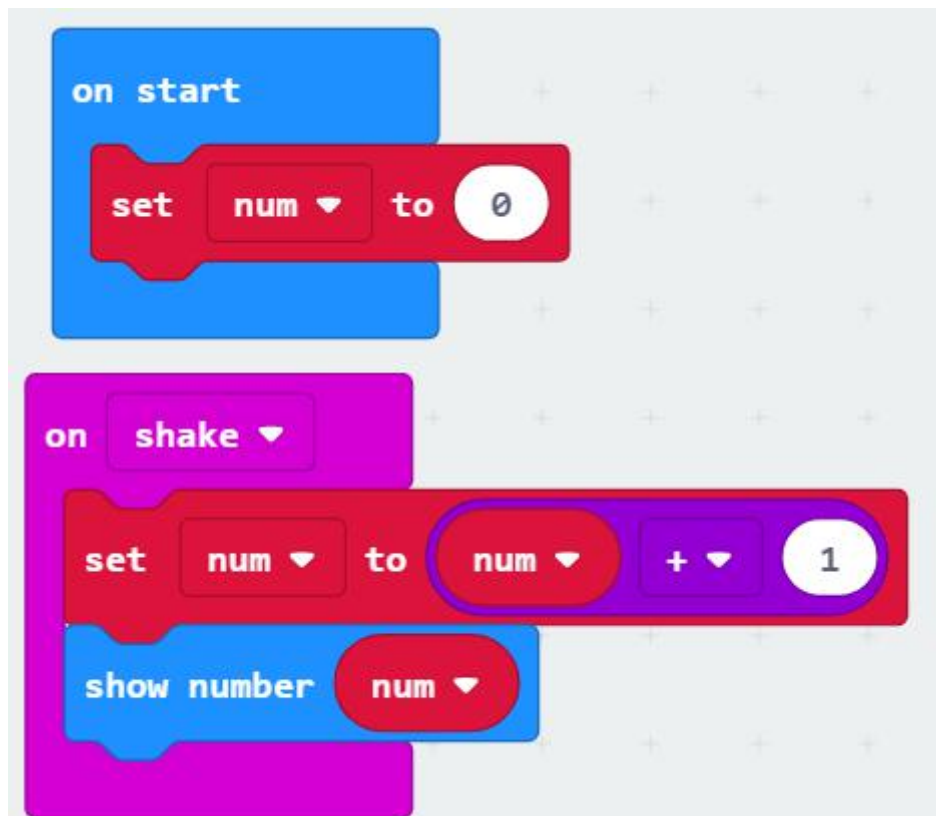 on start
set num to 0
on shake
set num to num + 1
show number num